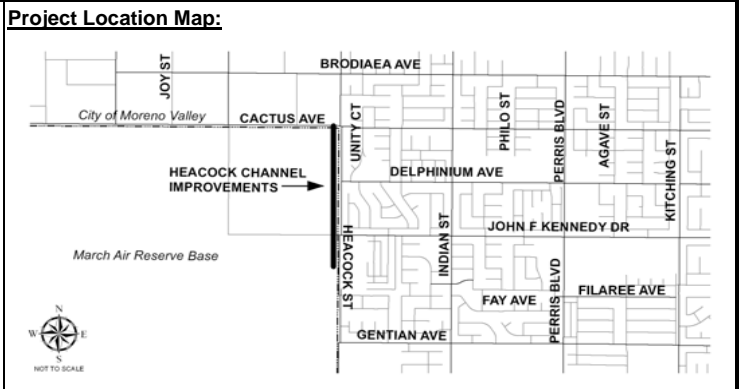 Project Location Map:
JOY ST
BRODIAEA AVE
City of Moreno Valley
CACTUS AVE
UNITY CT
PHILO ST
PERRIS BLVD
AGAVE ST
KITCHING ST
HEACOCK CHANNEL
IMPROVEMENTS
DELPHINIUM AVE
HEACOCK ST
INDIAN ST
JOHN F KENNEDY DR
March Air Reserve Base
PERRIS BLVD
FAY AVE
FILAREE AVE
GENTIAN AVE
N
W
E
S
NOT TO SCALE